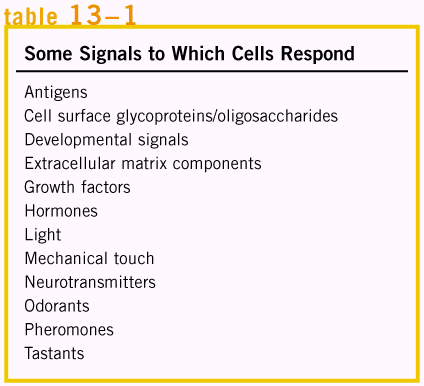 table 13–1
Some Signals to Which Cells Respond
Antigens
Cell surface glycoproteins/oligosaccharides
Developmental signals
Extracellular matrix components
Growth factors
Hormones
Light
Mechanical touch
Neurotransmitters
Odorants
Pheromones
Tastants